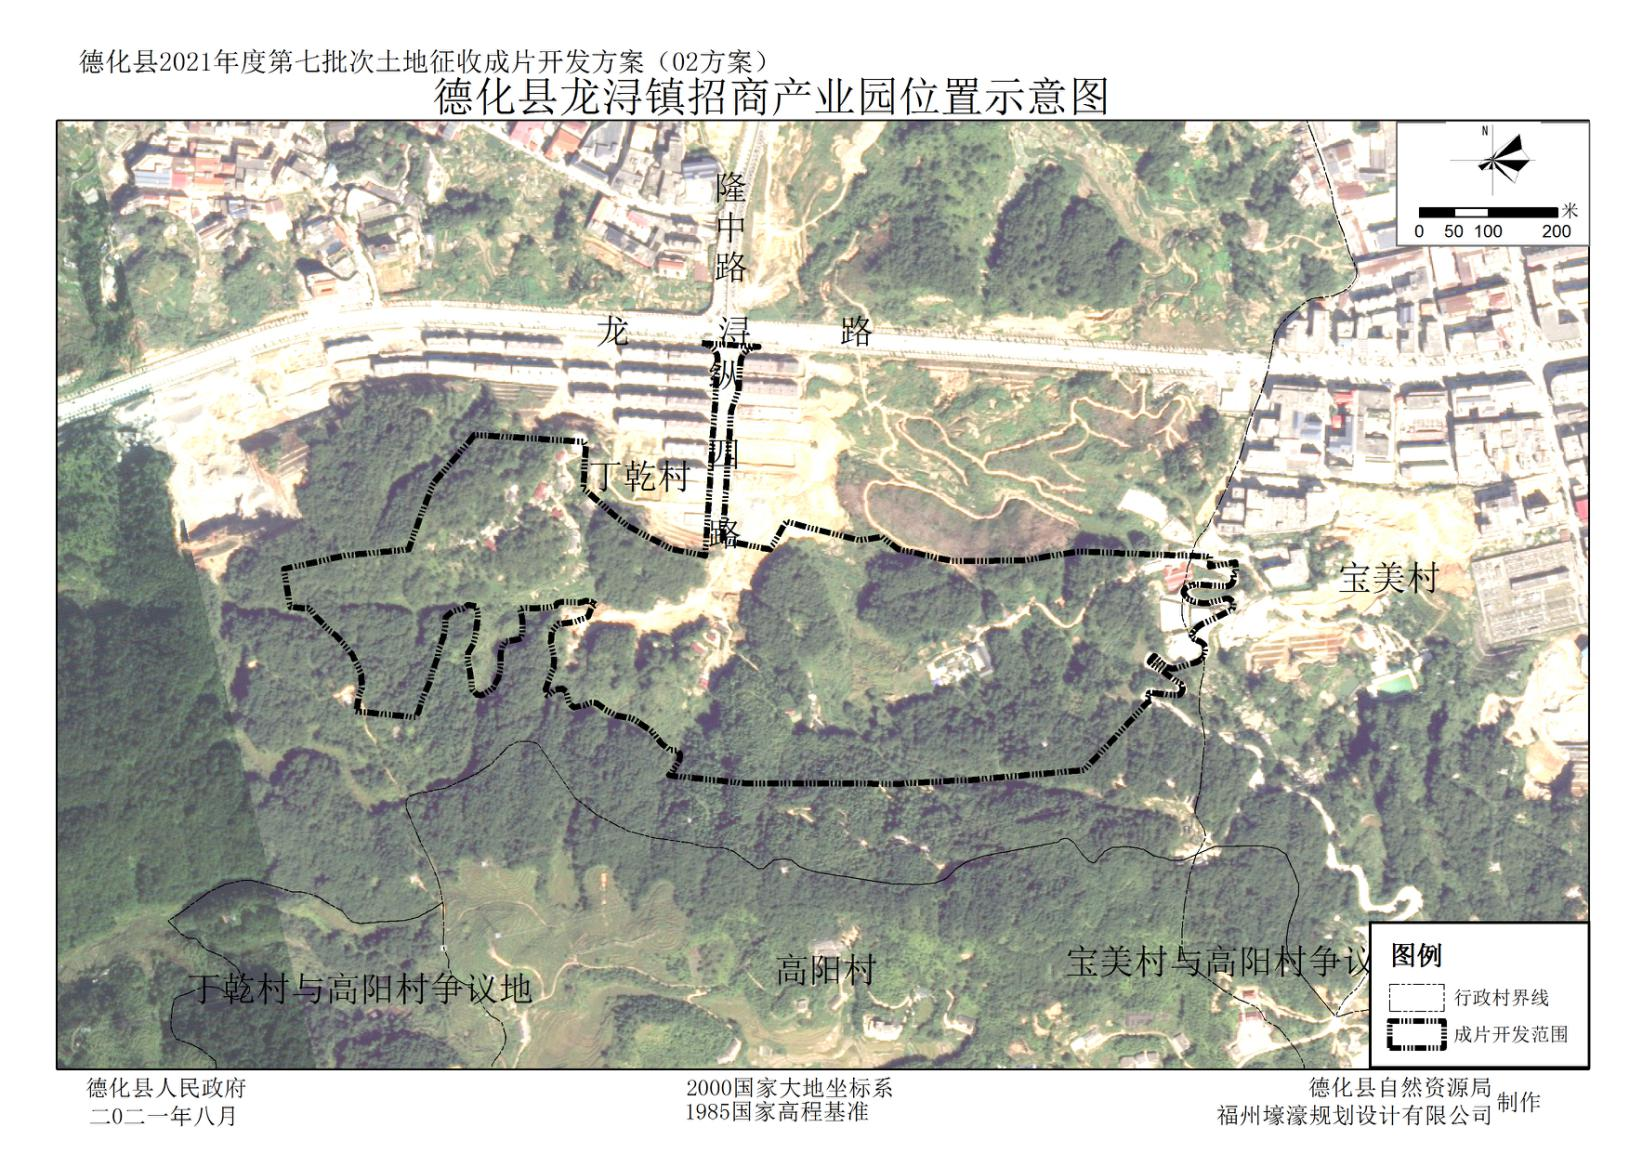 德化县2021年度第七批次土地征收成片开发方案（02方案）
德化县龙浔镇招商产业园位置示意图
N
米
0 50 100 200
隆中路
龙浔路
纵四路
丁乾村
宝美村
高阳村
宝美村与高阳村争议
丁乾村与高阳村争议地
图例
行政村界线
成片开发范围
德化县人民政府
二〇二一年八月
2000国家大地坐标系
1985国家高程基准
德化县自然资源局
福州壕濠规划设计有限公司
制作